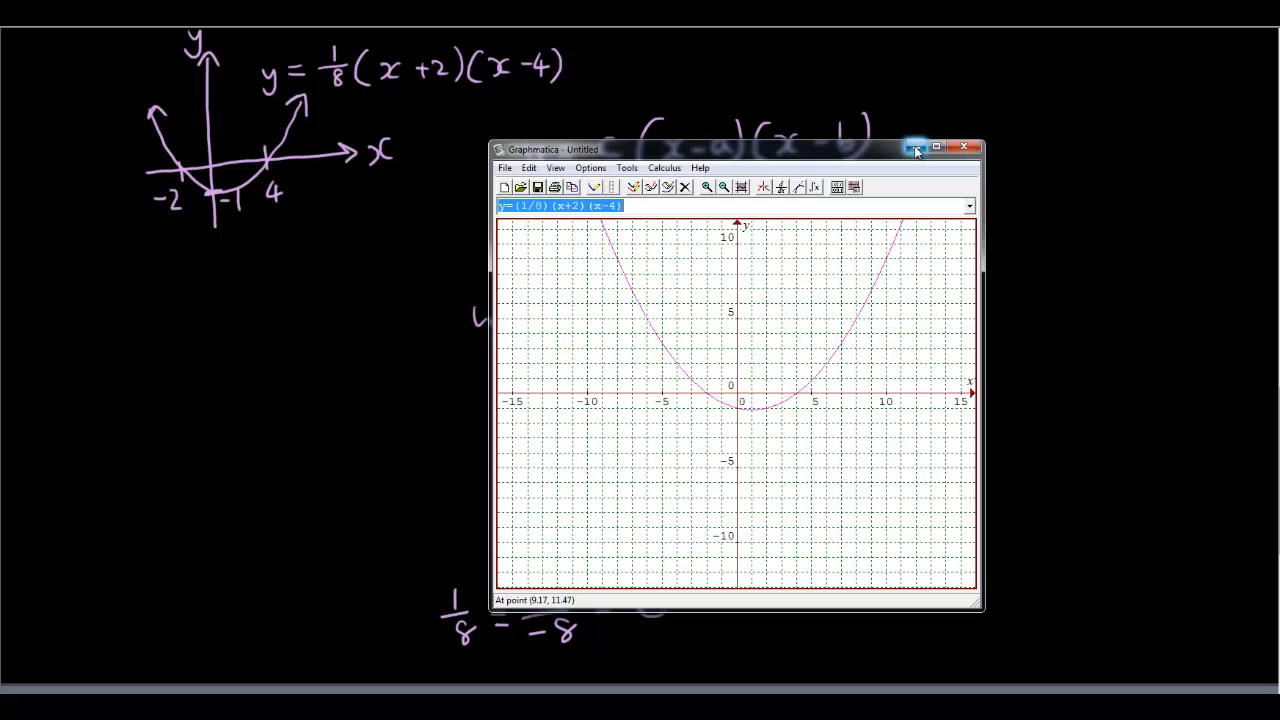 y
y = 1/8 (x + 2)(x - 4)
x
-2
-1
4
(x - a)(x - b)
Graphmatica - Untitled
File Edit View Options Tools Calculus Help
y=(1/8)(x+2)(x-4)
y
10
5
0
x
-15 -10 -5 0 5 10 15
-5
-10
At point (9.17, 11.47)
1/8 = -8